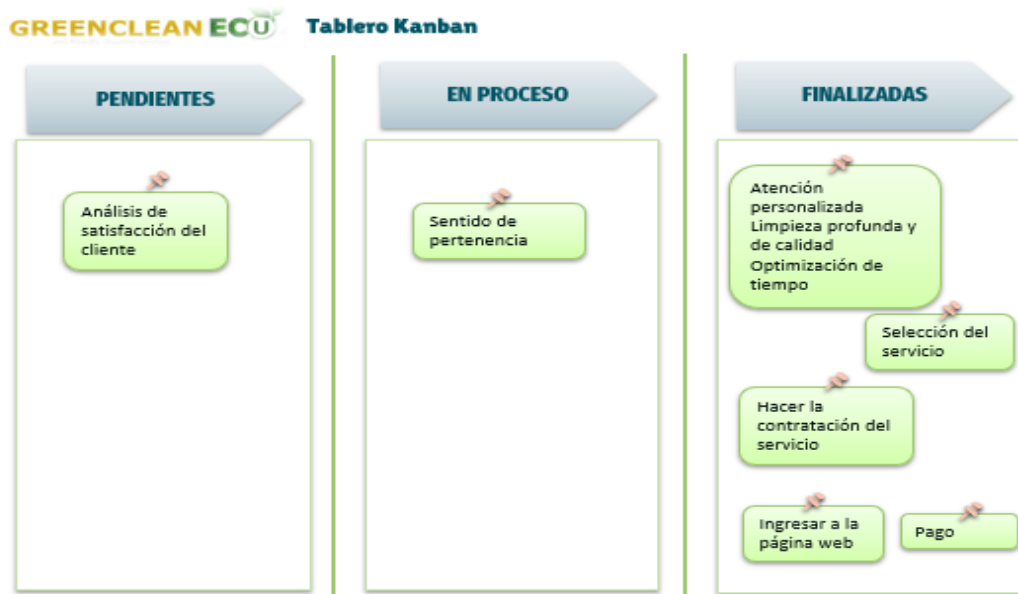 GREENCLEAN ECU
Tablero Kanban
PENDIENTES
Análisis de
satisfacción del
cliente
EN PROCESO
Sentido de
pertenencia
FINALIZADAS
Atención
personalizada
Limpieza profunda y
de calidad
Optimización de
tiempo
Selección del
servicio
Hacer la
contratación del
servicio
Ingresar a la
página web
Pago